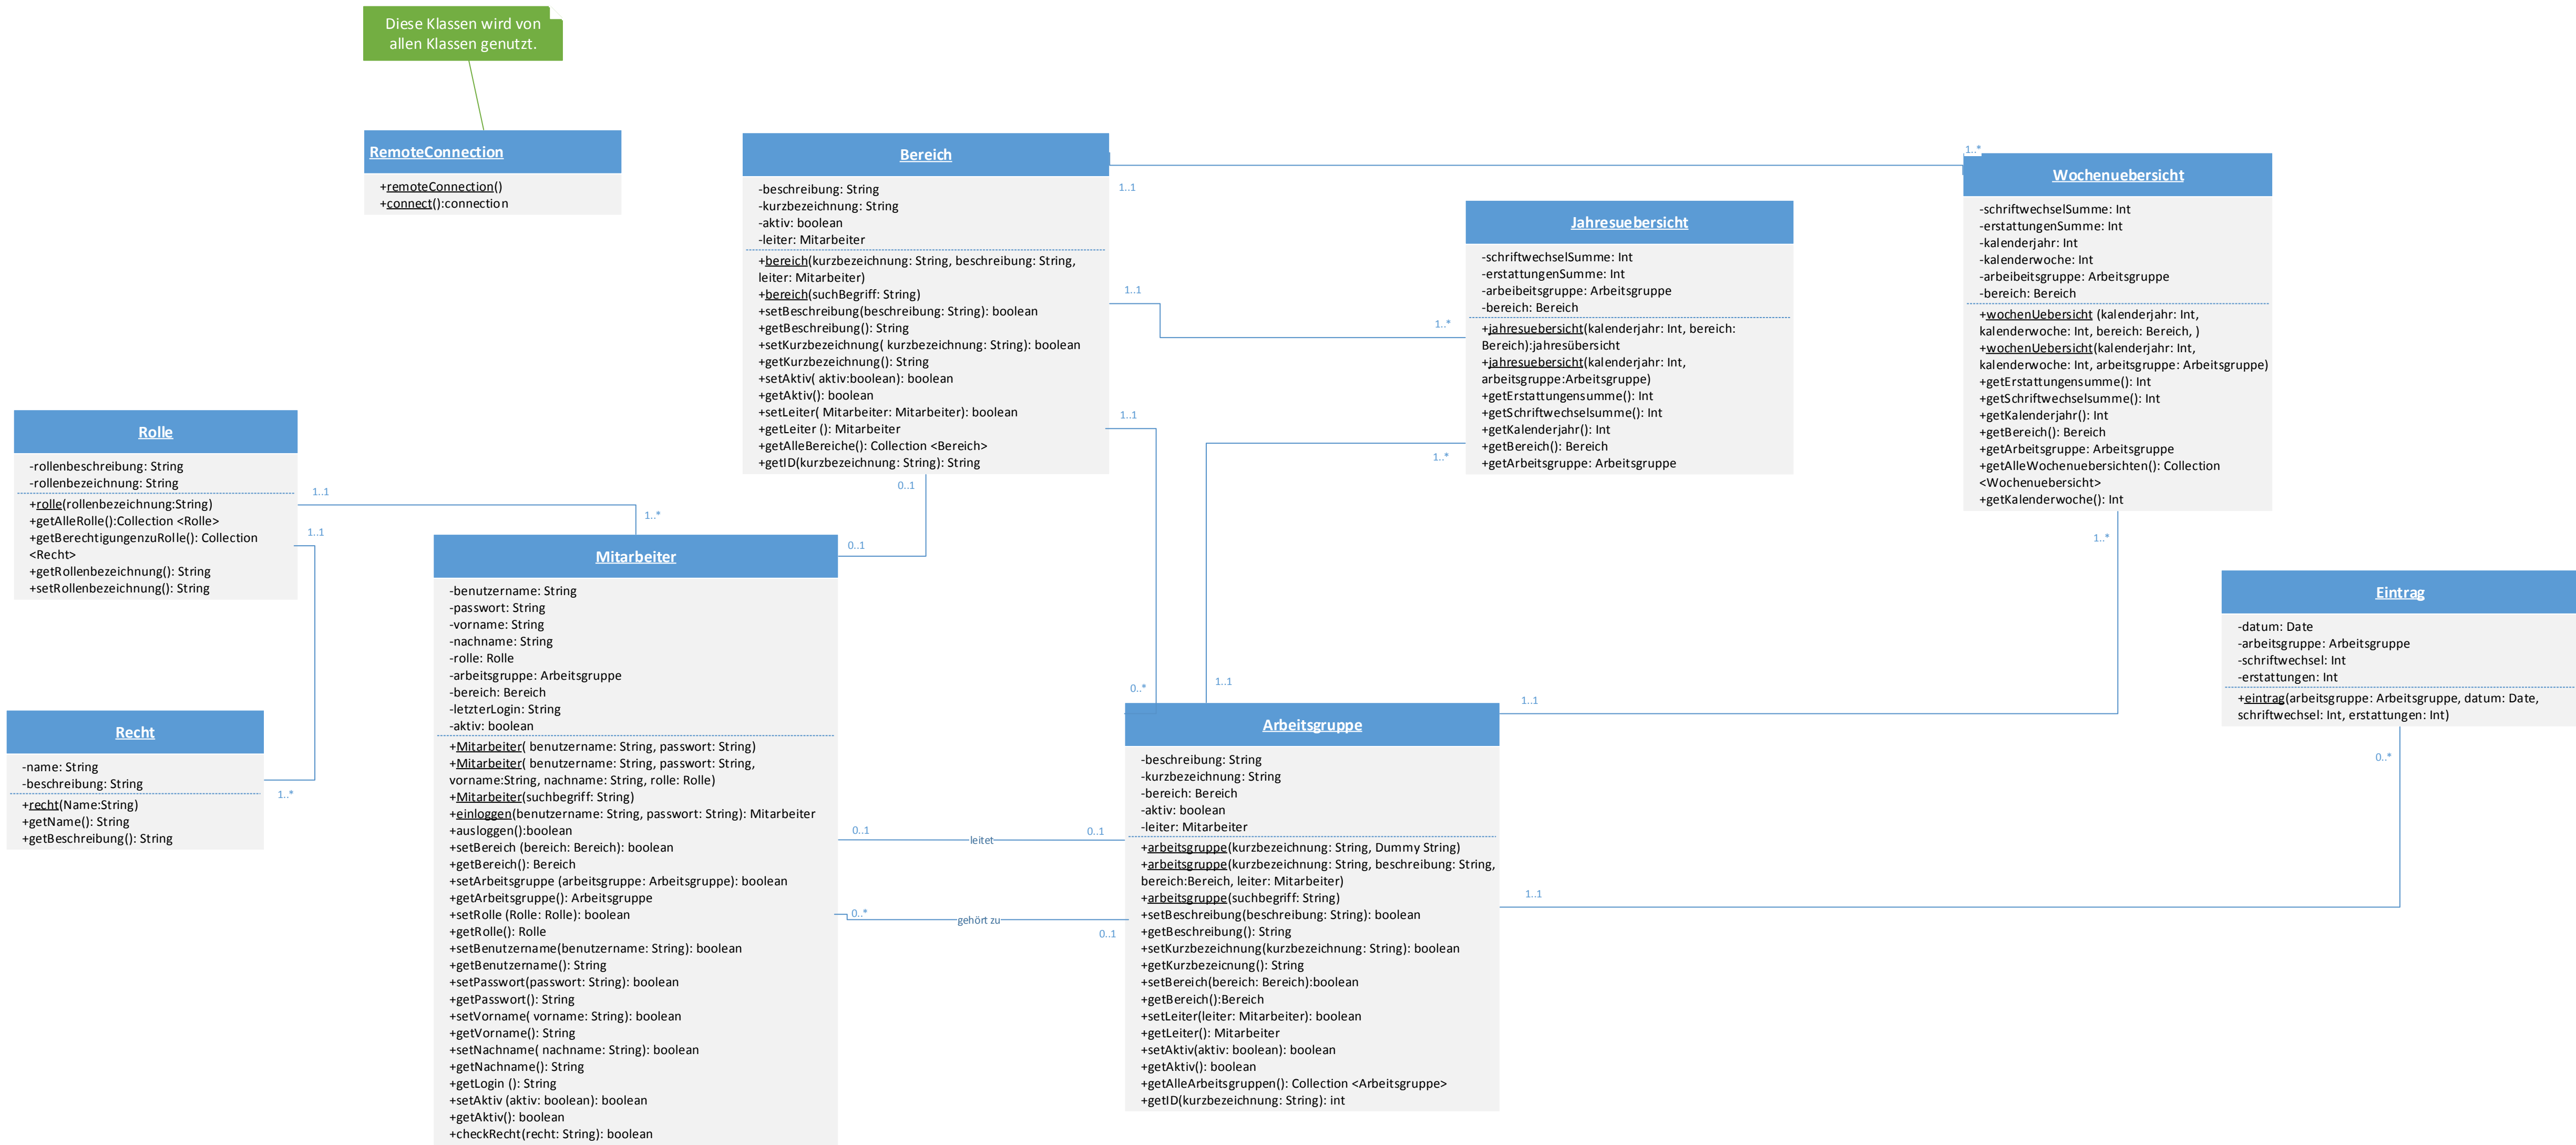 Diese Klassen wird von
allen Klassen genutzt.
RemoteConnection
+remoteConnection()
+connect():connection
Bereich
-beschreibung: String
-kurzbezeichnung: String
-aktiv: boolean
-leiter: Mitarbeiter
+bereich(kurzbezeichnung: String, beschreibung: String,
leiter: Mitarbeiter)
+bereich(suchBegriff: String)
+setBeschreibung(beschreibung: String): boolean
+getBeschreibung(): String
+setKurzbezeichnung( kurzbezeichnung: String): boolean
+getKurzbezeichnung(): String
+setAktiv( aktiv:boolean): boolean
+getAktiv(): boolean
+setLeiter( Mitarbeiter: Mitarbeiter): boolean
+getLeiter (): Mitarbeiter
+getAlleBereiche(): Collection <Bereich>
+getID(kurzbezeichnung: String): String
1..1
1..*
1..1
1..*
1..1
0..1
0..1
Jahresuebersicht
-schriftwechselSumme: Int
-erstattungenSumme: Int
-arbeibeitsgruppe: Arbeitsgruppe
-bereich: Bereich
+jahresuebersicht(kalenderjahr: Int, bereich:
Bereich):jahresübersicht
+jahresuebersicht(kalenderjahr: Int,
arbeitsgruppe:Arbeitsgruppe)
+getErstattungensumme(): Int
+getSchriftwechselsumme(): Int
+getKalenderjahr(): Int
+getBereich(): Bereich
+getArbeitsgruppe: Arbeitsgruppe
1..*
Wochenuebersicht
-schriftwechselSumme: Int
-erstattungenSumme: Int
-kalenderjahr: Int
-kalenderwoche: Int
-arbeibeitsgruppe: Arbeitsgruppe
-bereich: Bereich
+wochenUebersicht (kalenderjahr: Int,
kalenderwoche: Int, bereich: Bereich, )
+wochenUebersicht(kalenderjahr: Int,
kalenderwoche: Int, arbeitsgruppe: Arbeitsgruppe)
+getErstattungensumme(): Int
+getSchriftwechselsumme(): Int
+getKalenderjahr(): Int
+getBereich(): Bereich
+getArbeitsgruppe: Arbeitsgruppe
+getAlleWochenuebersichten(): Collection
<Wochenuebersicht>
+getKalenderwoche(): Int
1..*
Rolle
-rollenbeschreibung: String
-rollenbezeichnung: String
+rolle(rollenbezeichnung:String)
+getAlleRolle():Collection <Rolle>
+getBerechtigungenzuRolle(): Collection
<Recht>
+getRollenbezeichnung(): String
+setRollenbezeichnung(): String
1..1
1..*
1..1
Recht
-name: String
-beschreibung: String
+recht(Name:String)
+getName(): String
+getBeschreibung(): String
1..*
Mitarbeiter
-benutzername: String
-passwort: String
-vorname: String
-nachname: String
-rolle: Rolle
-arbeitsgruppe: Arbeitsgruppe
-bereich: Bereich
-letzterLogin: String
-aktiv: boolean
+Mitarbeiter( benutzername: String, passwort: String)
+Mitarbeiter( benutzername: String, passwort: String,
vorname:String, nachname: String, rolle: Rolle)
+Mitarbeiter(suchbegriff: String)
+einloggen(benutzername: String, passwort: String): Mitarbeiter
+ausloggen():boolean
+setBereich (bereich: Bereich): boolean
+getBereich(): Bereich
+setArbeitsgruppe (arbeitsgruppe: Arbeitsgruppe): boolean
+getArbeitsgruppe(): Arbeitsgruppe
+setRolle (Rolle: Rolle): boolean
+getRolle(): Rolle
+setBenutzername(benutzername: String): boolean
+getBenutzername(): String
+setPasswort(passwort: String): boolean
+getPasswort(): String
+setVorname( vorname: String): boolean
+getVorname(): String
+setNachname( nachname: String): boolean
+getNachname(): String
+getLogin (): String
+setAktiv (aktiv: boolean): boolean
+getAktiv(): boolean
+checkRecht(recht: String): boolean
0..1
leitet
0..1
0..*
gehört zu
0..1
0..*
1..1
1..1
Arbeitsgruppe
-beschreibung: String
-kurzbezeichnung: String
-bereich: Bereich
-aktiv: boolean
-leiter: Mitarbeiter
+arbeitsgruppe(kurzbezeichnung: String, Dummy String)
+arbeitsgruppe(kurzbezeichnung: String, beschreibung: String,
bereich:Bereich, leiter: Mitarbeiter)
+arbeitsgruppe(suchbegriff: String)
+setBeschreibung(beschreibung: String): boolean
+getBeschreibung(): String
+setKurzbezeichnung(kurzbezeichnung: String): boolean
+getKurzbezeicnung(): String
+setBereich(bereich: Bereich):boolean
+getBereich():Bereich
+setLeiter(leiter: Mitarbeiter): boolean
+getLeiter(): Mitarbeiter
+setAktiv(aktiv: boolean): boolean
+getAktiv(): boolean
+getAlleArbeitsgruppen(): Collection <Arbeitsgruppe>
+getID(kurzbezeichnung: String): int
1..1
Eintrag
-datum: Date
-arbeitsgruppe: Arbeitsgruppe
-schriftwechsel: Int
-erstattungen: Int
+eintrag(arbeitsgruppe: Arbeitsgruppe, datum: Date,
schriftwechsel: Int, erstattungen: Int)
0..*